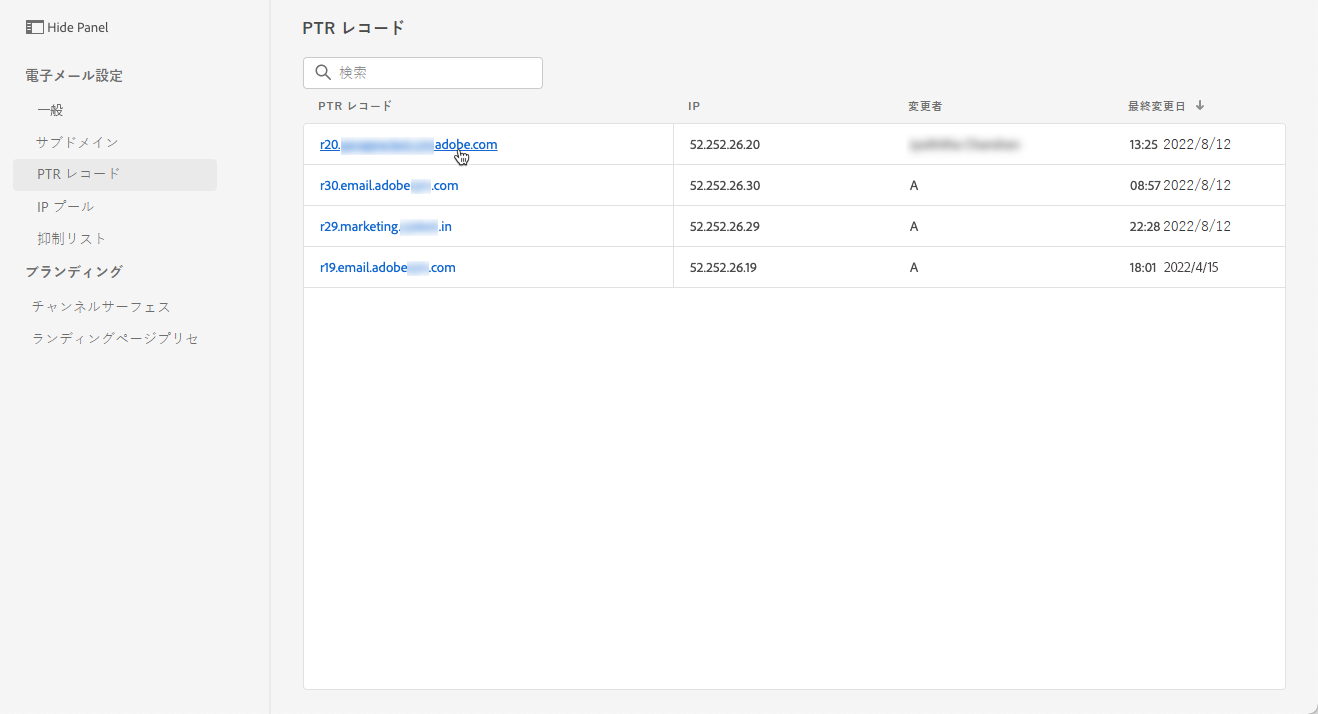 Hide Panel
電子メール設定
一般
サブドメイン
PTR レコード
IP プール
抑制リスト
ブランディング
チャンネルサーフェス
ランディングページプリセ
PTR レコード
検索
PTR レコード IP 変更者 最終変更日
r20. adobe.com 52.252.26.20 13:25 2022/8/12
r30.email.adobe .com 52.252.26.30 A 08:57 2022/8/12
r29.marketing. .in 52.252.26.29 A 22:28 2022/8/12
r19.email.adobe .com 52.252.26.19 A 18:01 2022/4/15